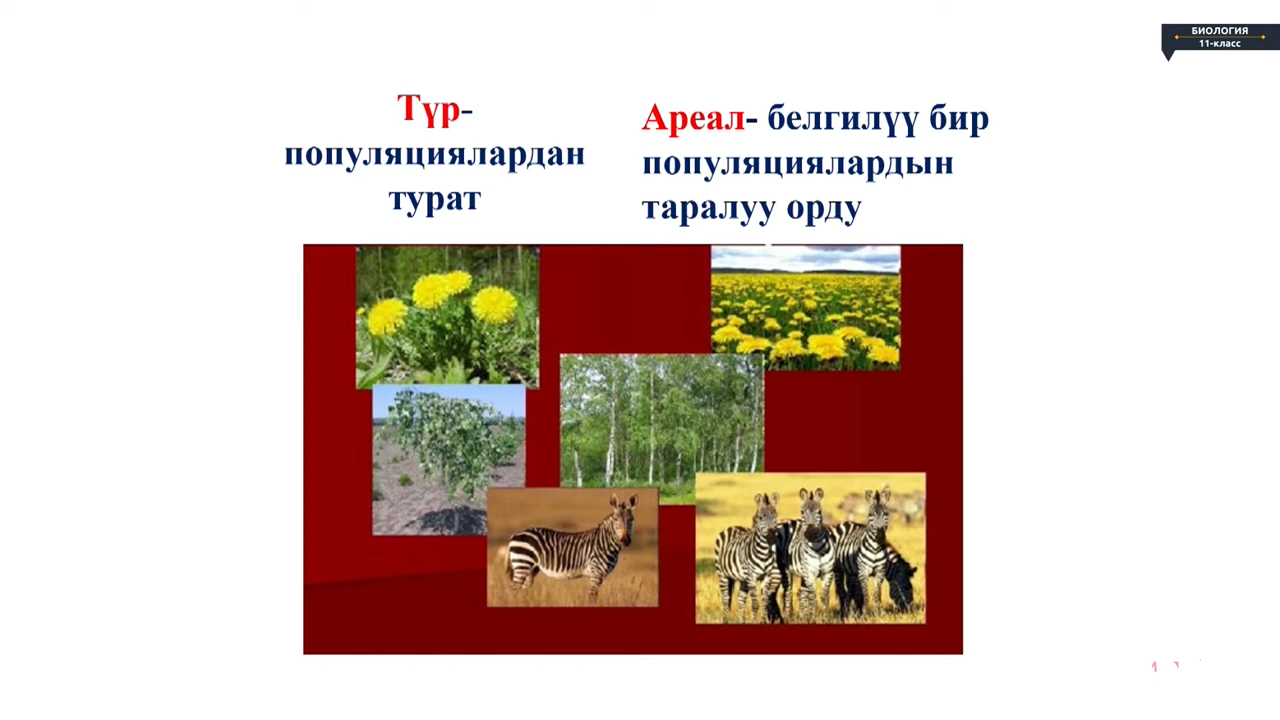 БИОЛОГИЯ
11-класс
Түр-
популяциялардан
турат
Ареал- белгилүү бир
популяциялардын
таралуу орду